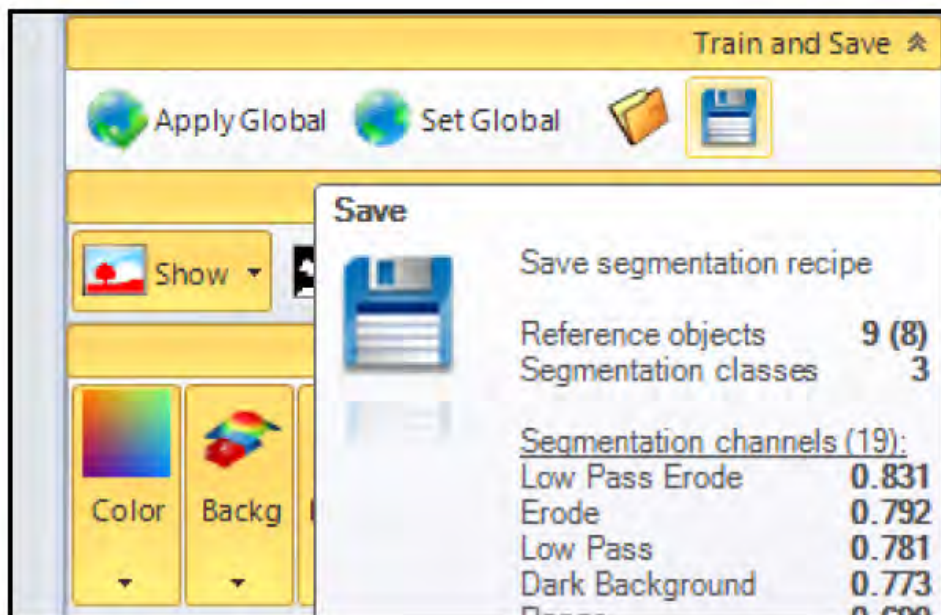 Train and Save
Apply Global Set Global
Save
Show
Save segmentation recipe
Reference objects 9 (8)
Segmentation classes 3
Segmentation channels (19):
Low Pass Erode 0.831
Erode 0.792
Low Pass 0.781
Dark Background 0.773
Color Backg